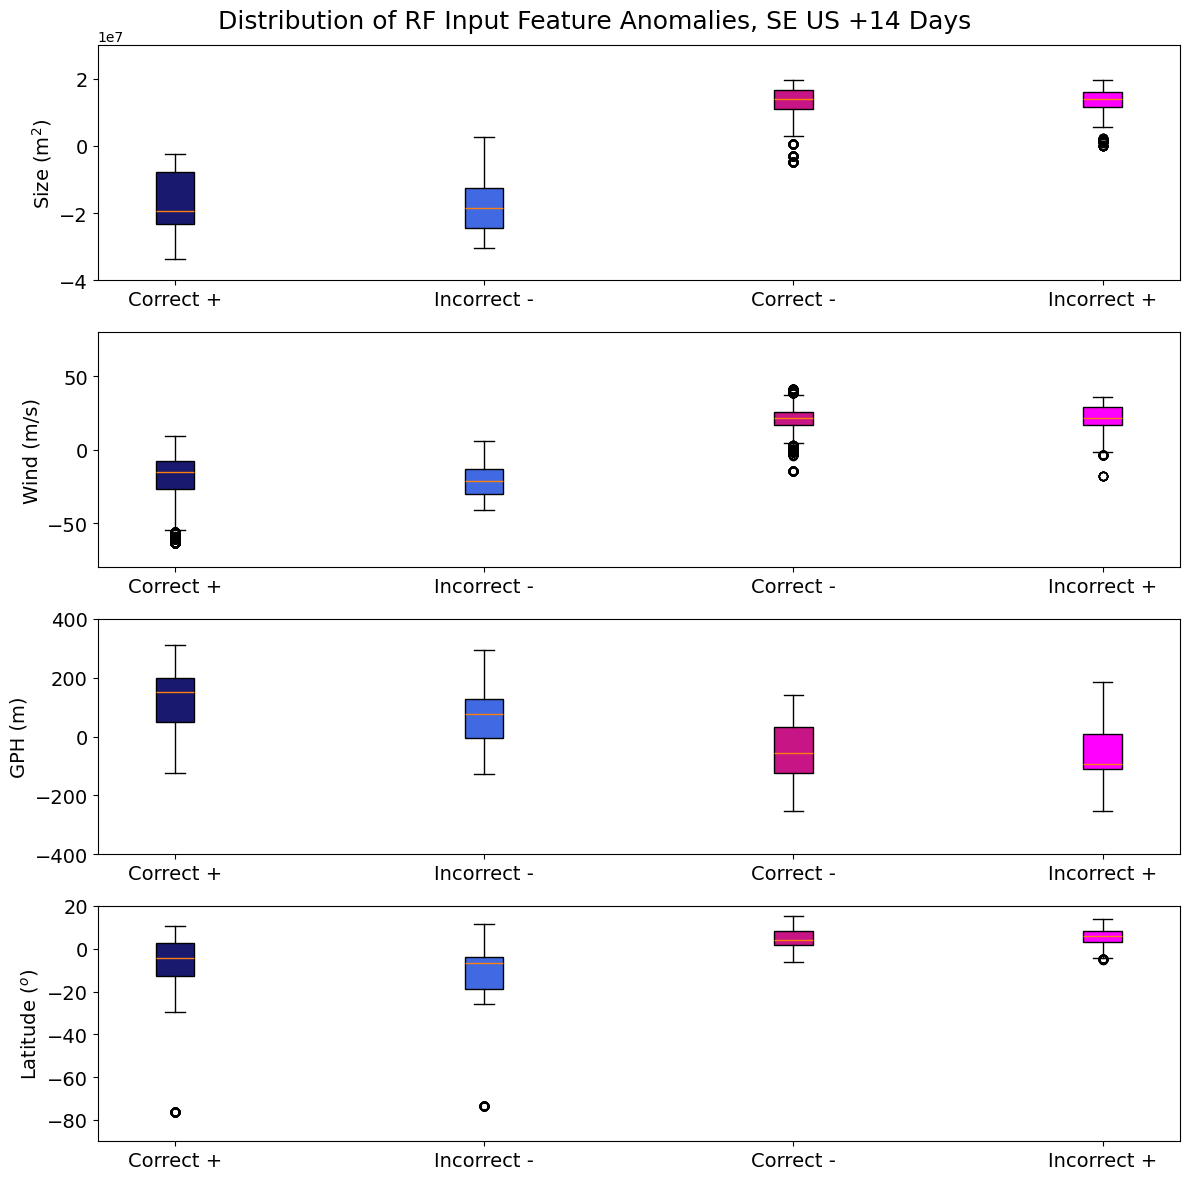 Distribution of RF Input Feature Anomalies, SE US +14 Days
1e7
2
0
−2
−4
Size (m²)
Correct + Incorrect - Correct - Incorrect +
50
0
−50
Wind (m/s)
Correct + Incorrect - Correct - Incorrect +
400
200
0
−200
−400
GPH (m)
Correct + Incorrect - Correct - Incorrect +
20
0
−20
−40
−60
−80
Latitude (ᵒ)
Correct + Incorrect - Correct - Incorrect +